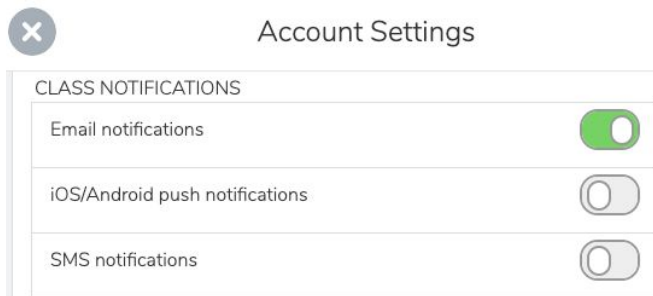 Account Settings
CLASS NOTIFICATIONS
Email notifications
iOS/Android push notifications
SMS notifications